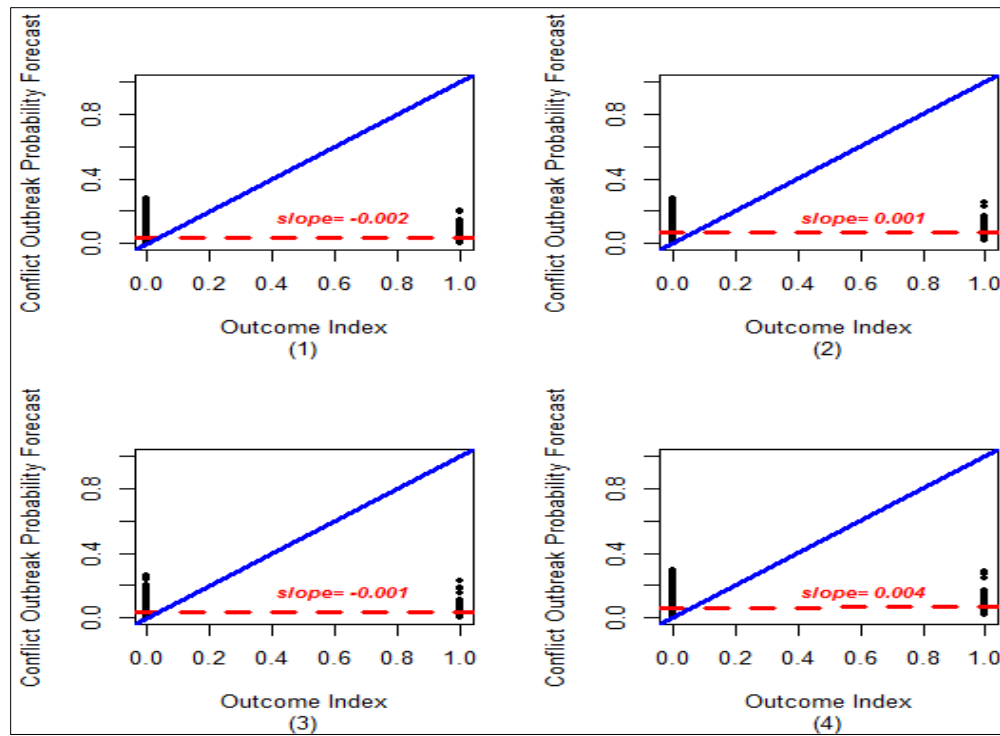 Conflict Outbreak Probability Forecast
0.8
0.4
0.0
slope= -0.002
0.0 0.2 0.4 0.6 0.8 1.0
Outcome Index
(1)
Conflict Outbreak Probability Forecast
0.8
0.4
0.0
slope= 0.001
0.0 0.2 0.4 0.6 0.8 1.0
Outcome Index
(2)
Conflict Outbreak Probability Forecast
0.8
0.4
0.0
slope= -0.001
0.0 0.2 0.4 0.6 0.8 1.0
Outcome Index
(3)
Conflict Outbreak Probability Forecast
0.8
0.4
0.0
slope= 0.004
0.0 0.2 0.4 0.6 0.8 1.0
Outcome Index
(4)